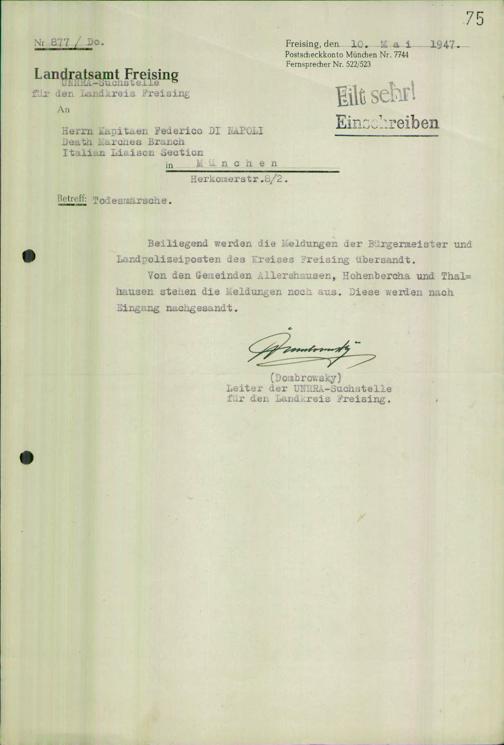 75
Nr 877 / Do.
Freising, den 10. Mai 1947.
Postscheckkonto München Nr. 7744
Fernsprecher Nr. 522/523
Landratsamt Freising
UNRRA-Suchstelle
für den Landkreis Freising
Eilt sehr!
Einschreiben
An
Herrn Kapitaen Federico DI NAPOLI
Death Marches Branch
Italian Liaison Section
in München
Herkomerstr.8/2.
Betreff: Todesmärsche.
Beiliegend werden die Meldungen der Bürgermeister und
Landpolizeiposten des Kreises Freising übersandt.
Von den Gemeinden Allershausen, Hohenbercha und Thal=
hausen stehen die Meldungen noch aus. Diese werden nach
Eingang nachgesandt.
Dombrowsky
(Dombrowsky)
Leiter der UNRRA-Suchstelle
für den Landkreis Freising.